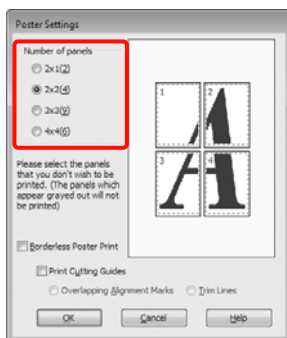 Poster Settings
Number of panels
2x1(2)
2x2(4)
3x3(9)
4x4(6)
1 2
3 4
Please select the panels
that you don't wish to be
printed. (The panels which
appear grayed out will not
be printed)
Borderless Poster Print
Print Cutting Guides
Overlapping Alignment Marks
Trim Lines
OK
Cancel
Help